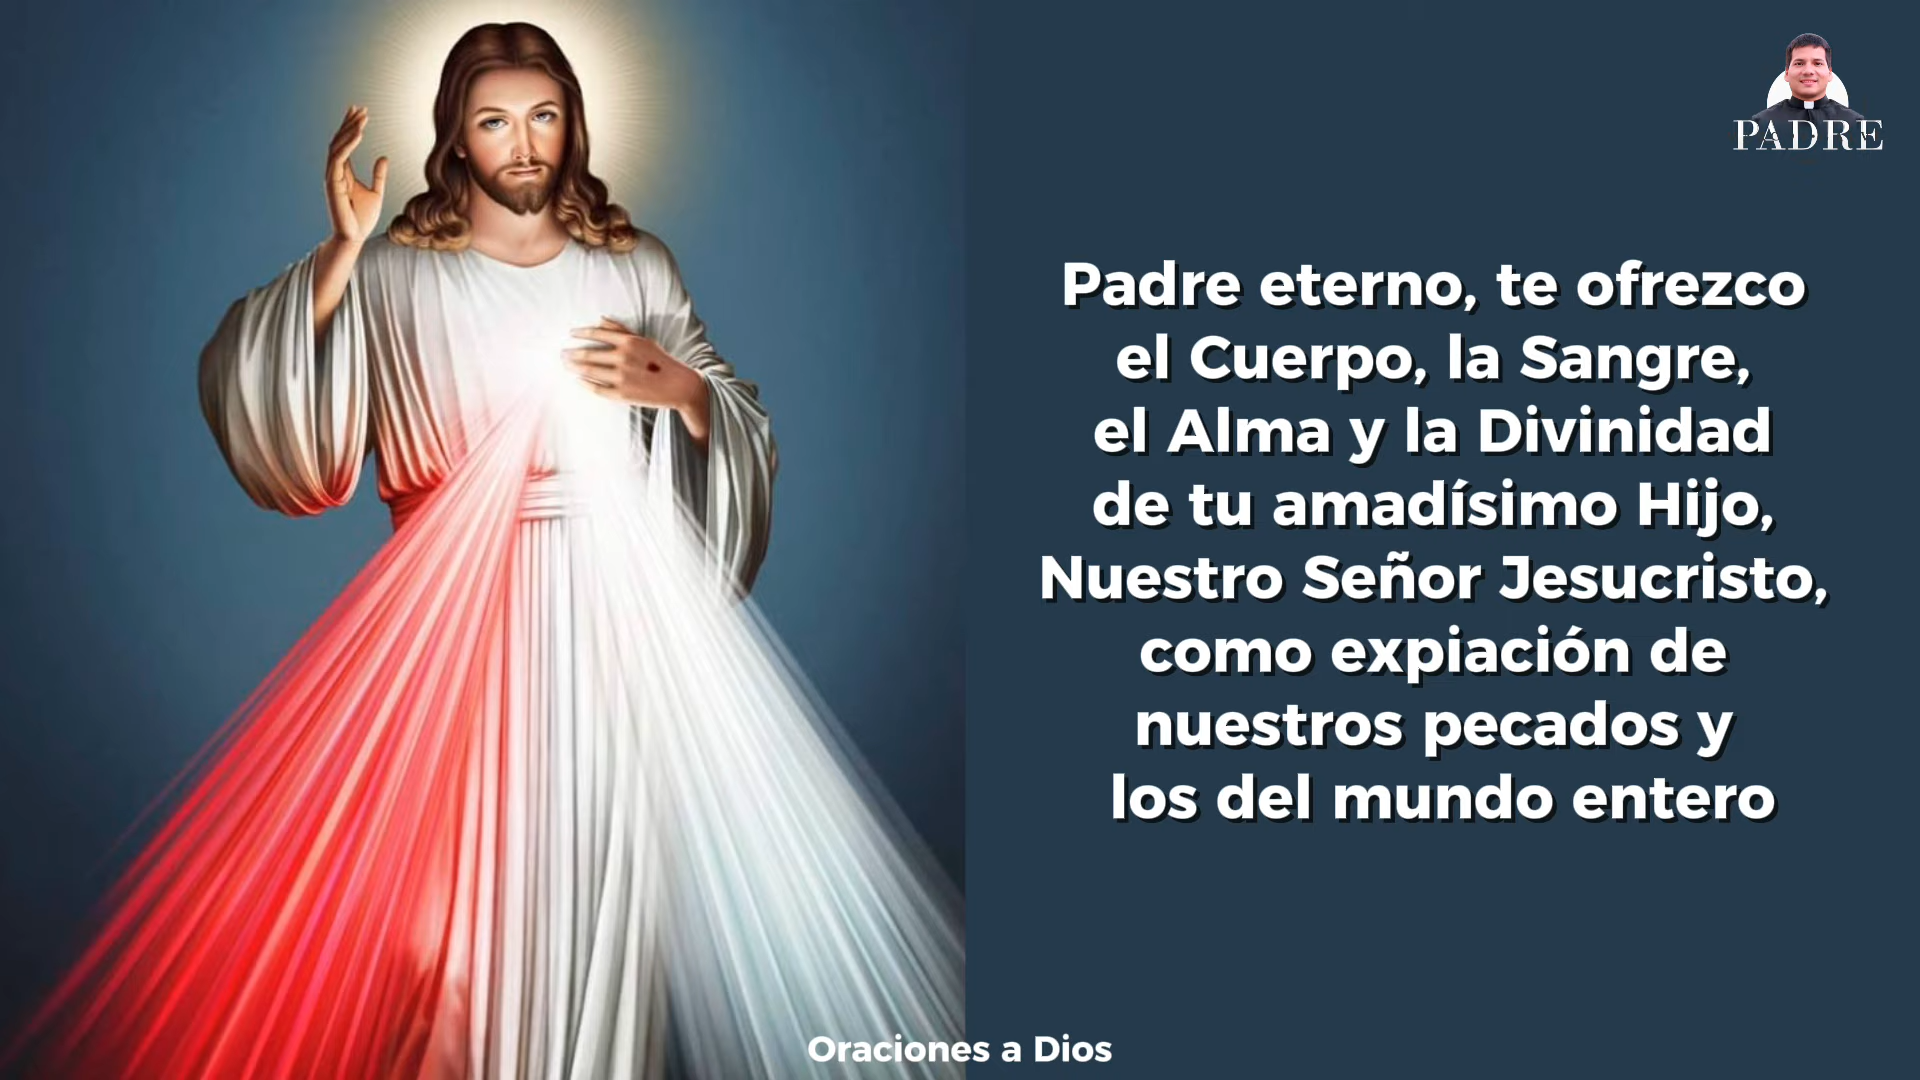 PADRE
Padre eterno, te ofrezco
el Cuerpo, la Sangre,
el Alma y la Divinidad
de tu amadísimo Hijo,
Nuestro Señor Jesucristo,
como expiación de
nuestros pecados y
los del mundo entero
Oraciones a Dios